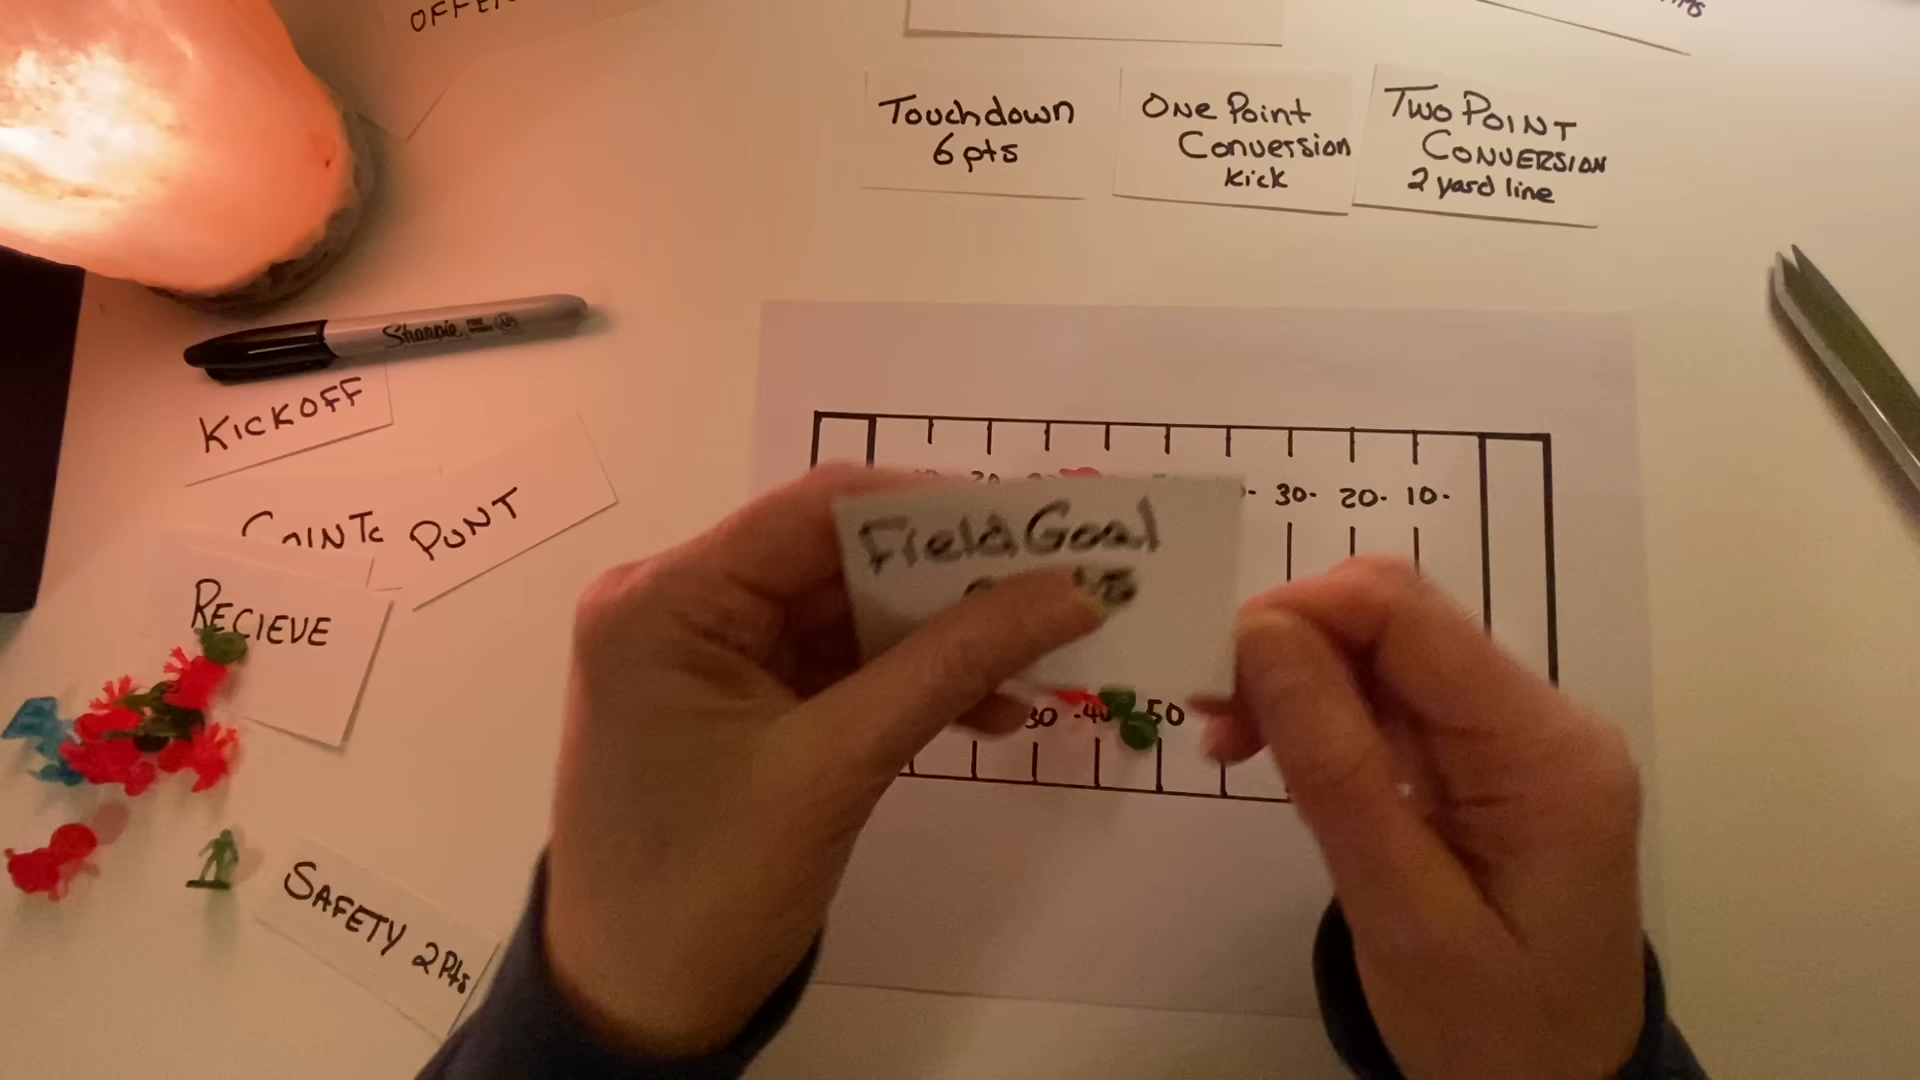 Touchdown
6 pts
One Point
Conversion
Kick
Two Point
CONVERSION
2 yard line
Sharpie
KICKOFF
PUNT
RECIEVE
Field Goal
30- 20- 10-
30 -40 50
SAFETY 2 Pts